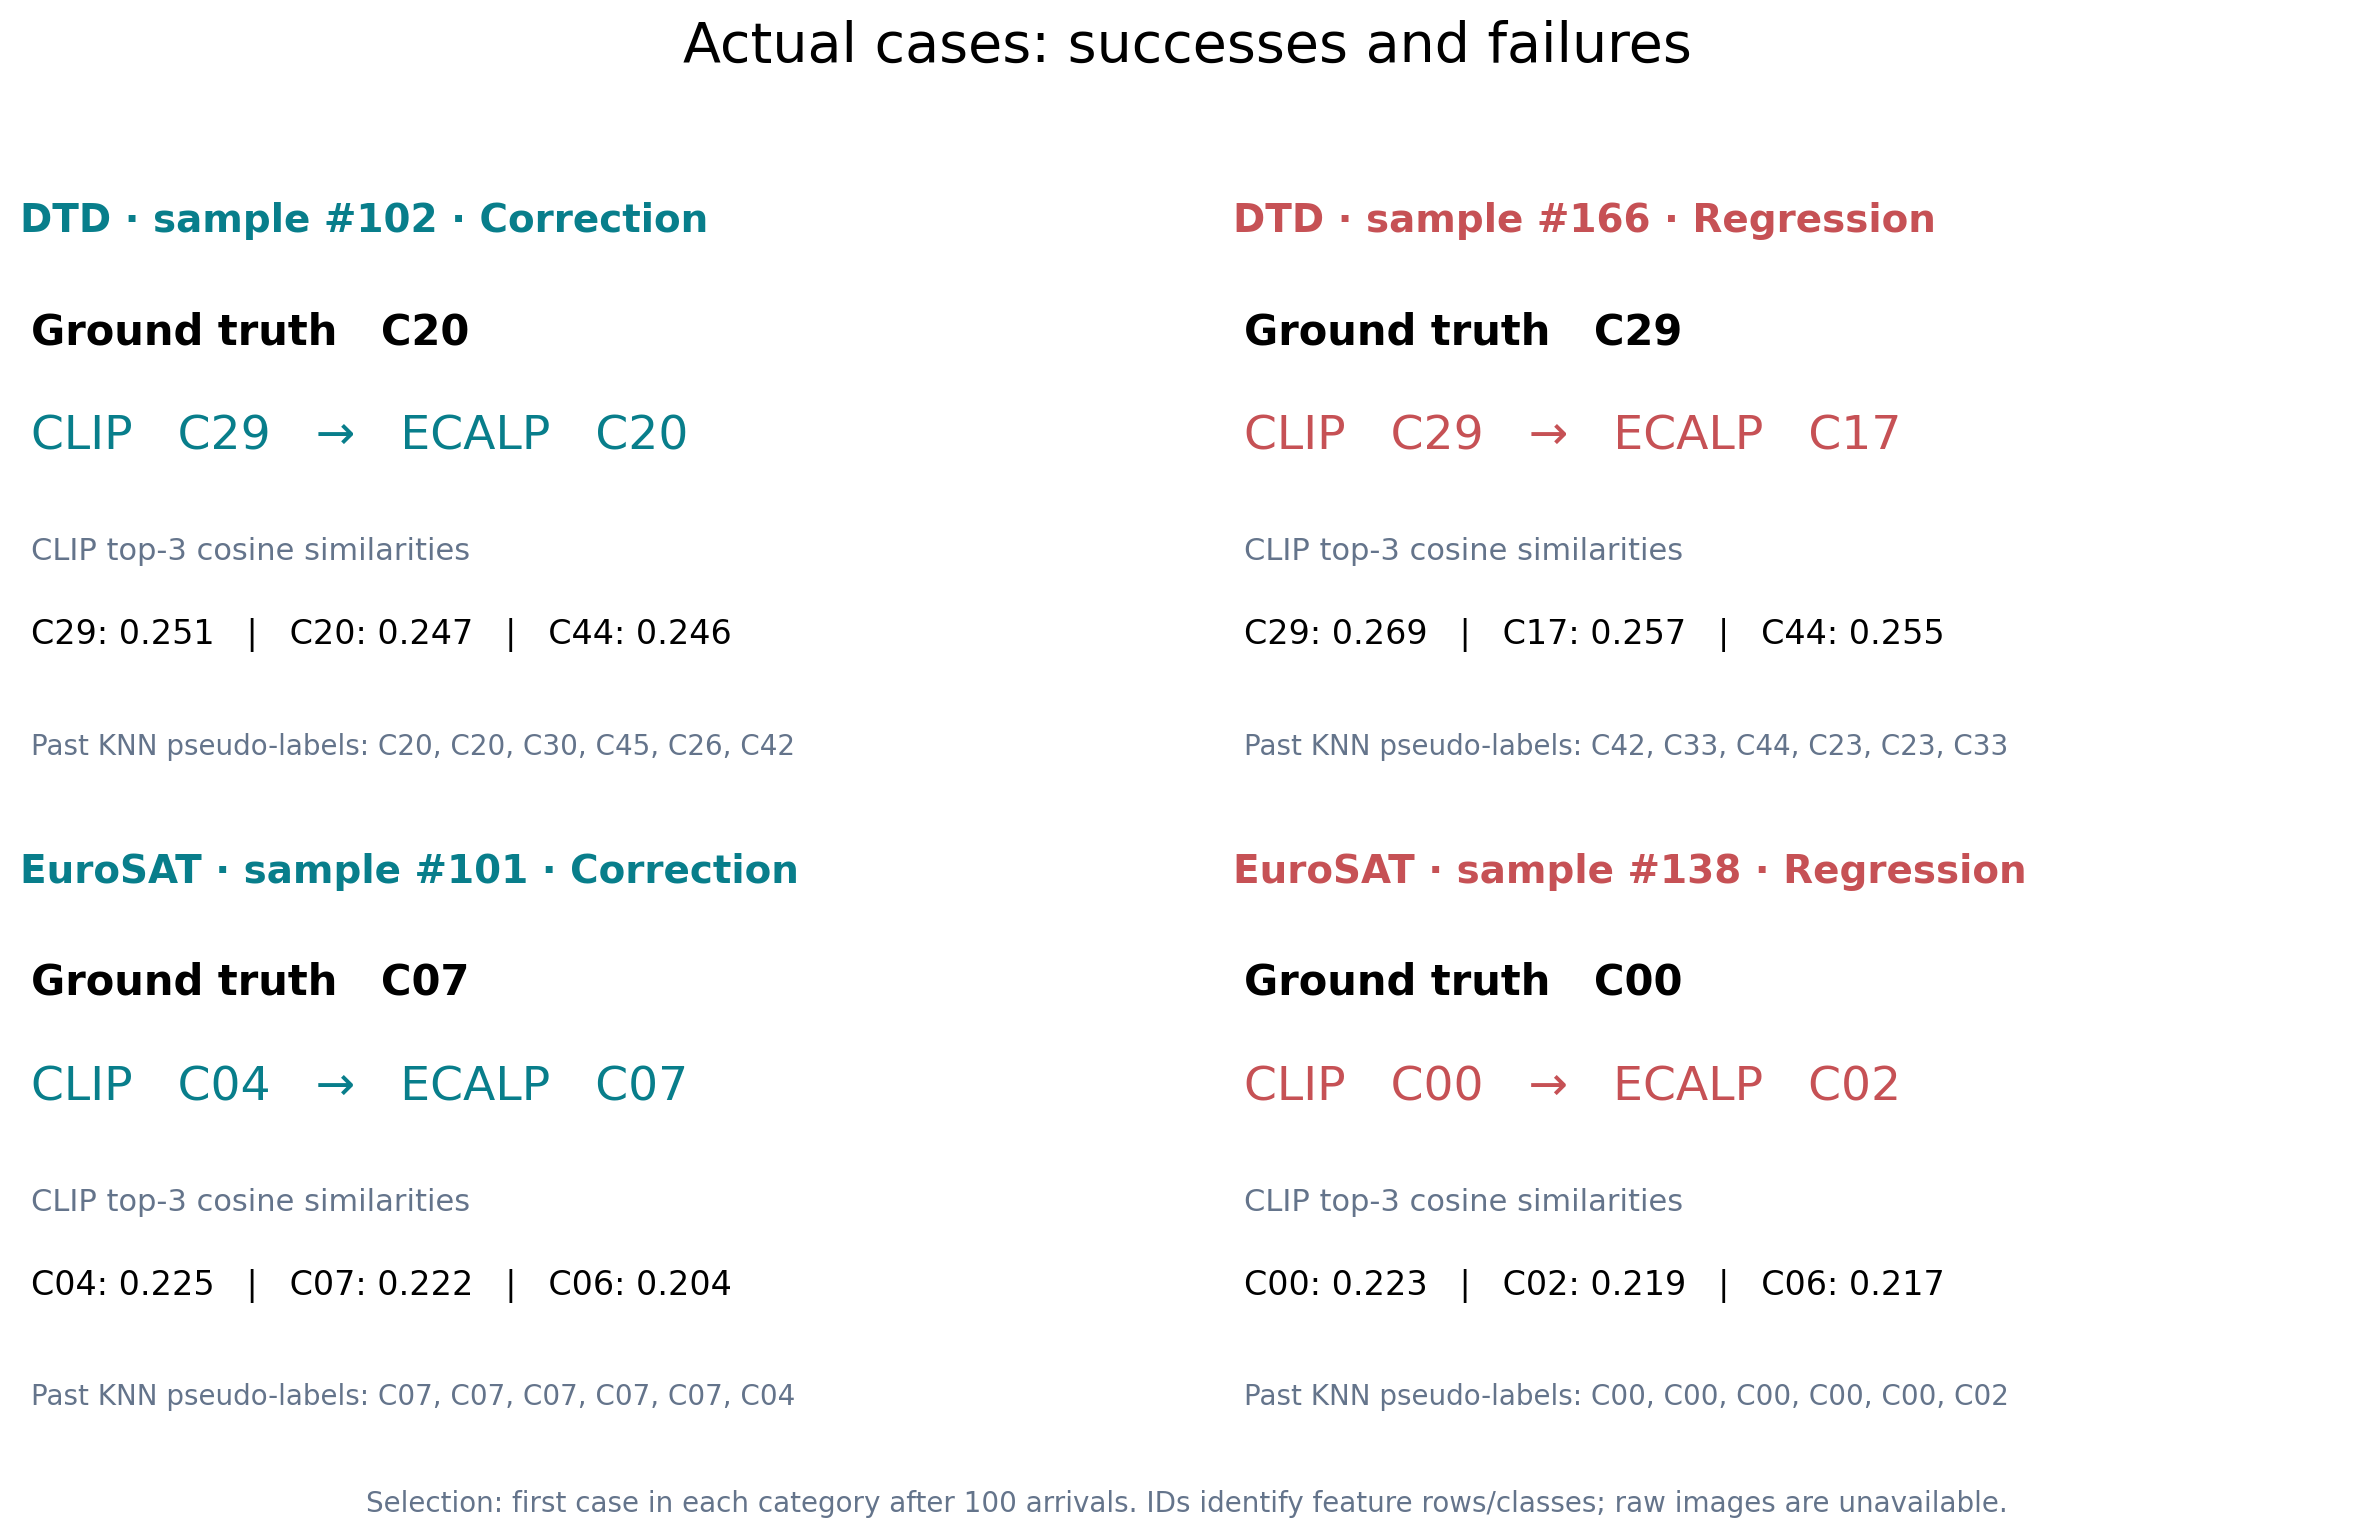 Actual cases: successes and failures
DTD · sample #102 · Correction
Ground truth C20
CLIP C29 → ECALP C20
CLIP top-3 cosine similarities
C29: 0.251 | C20: 0.247 | C44: 0.246
Past KNN pseudo-labels: C20, C20, C30, C45, C26, C42
DTD · sample #166 · Regression
Ground truth C29
CLIP C29 → ECALP C17
CLIP top-3 cosine similarities
C29: 0.269 | C17: 0.257 | C44: 0.255
Past KNN pseudo-labels: C42, C33, C44, C23, C23, C33
EuroSAT · sample #101 · Correction
Ground truth C07
CLIP C04 → ECALP C07
CLIP top-3 cosine similarities
C04: 0.225 | C07: 0.222 | C06: 0.204
Past KNN pseudo-labels: C07, C07, C07, C07, C07, C04
EuroSAT · sample #138 · Regression
Ground truth C00
CLIP C00 → ECALP C02
CLIP top-3 cosine similarities
C00: 0.223 | C02: 0.219 | C06: 0.217
Past KNN pseudo-labels: C00, C00, C00, C00, C00, C02
Selection: first case in each category after 100 arrivals. IDs identify feature rows/classes; raw images are unavailable.